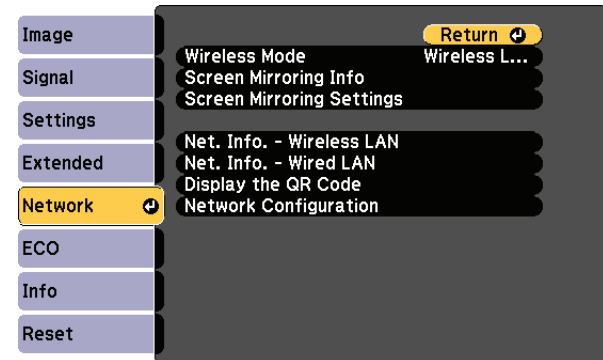 Image
Signal
Settings
Extended
Network
ECO
Info
Reset
Return
Wireless Mode Wireless L...
Screen Mirroring Info
Screen Mirroring Settings
Net. Info. - Wireless LAN
Net. Info. - Wired LAN
Display the QR Code
Network Configuration